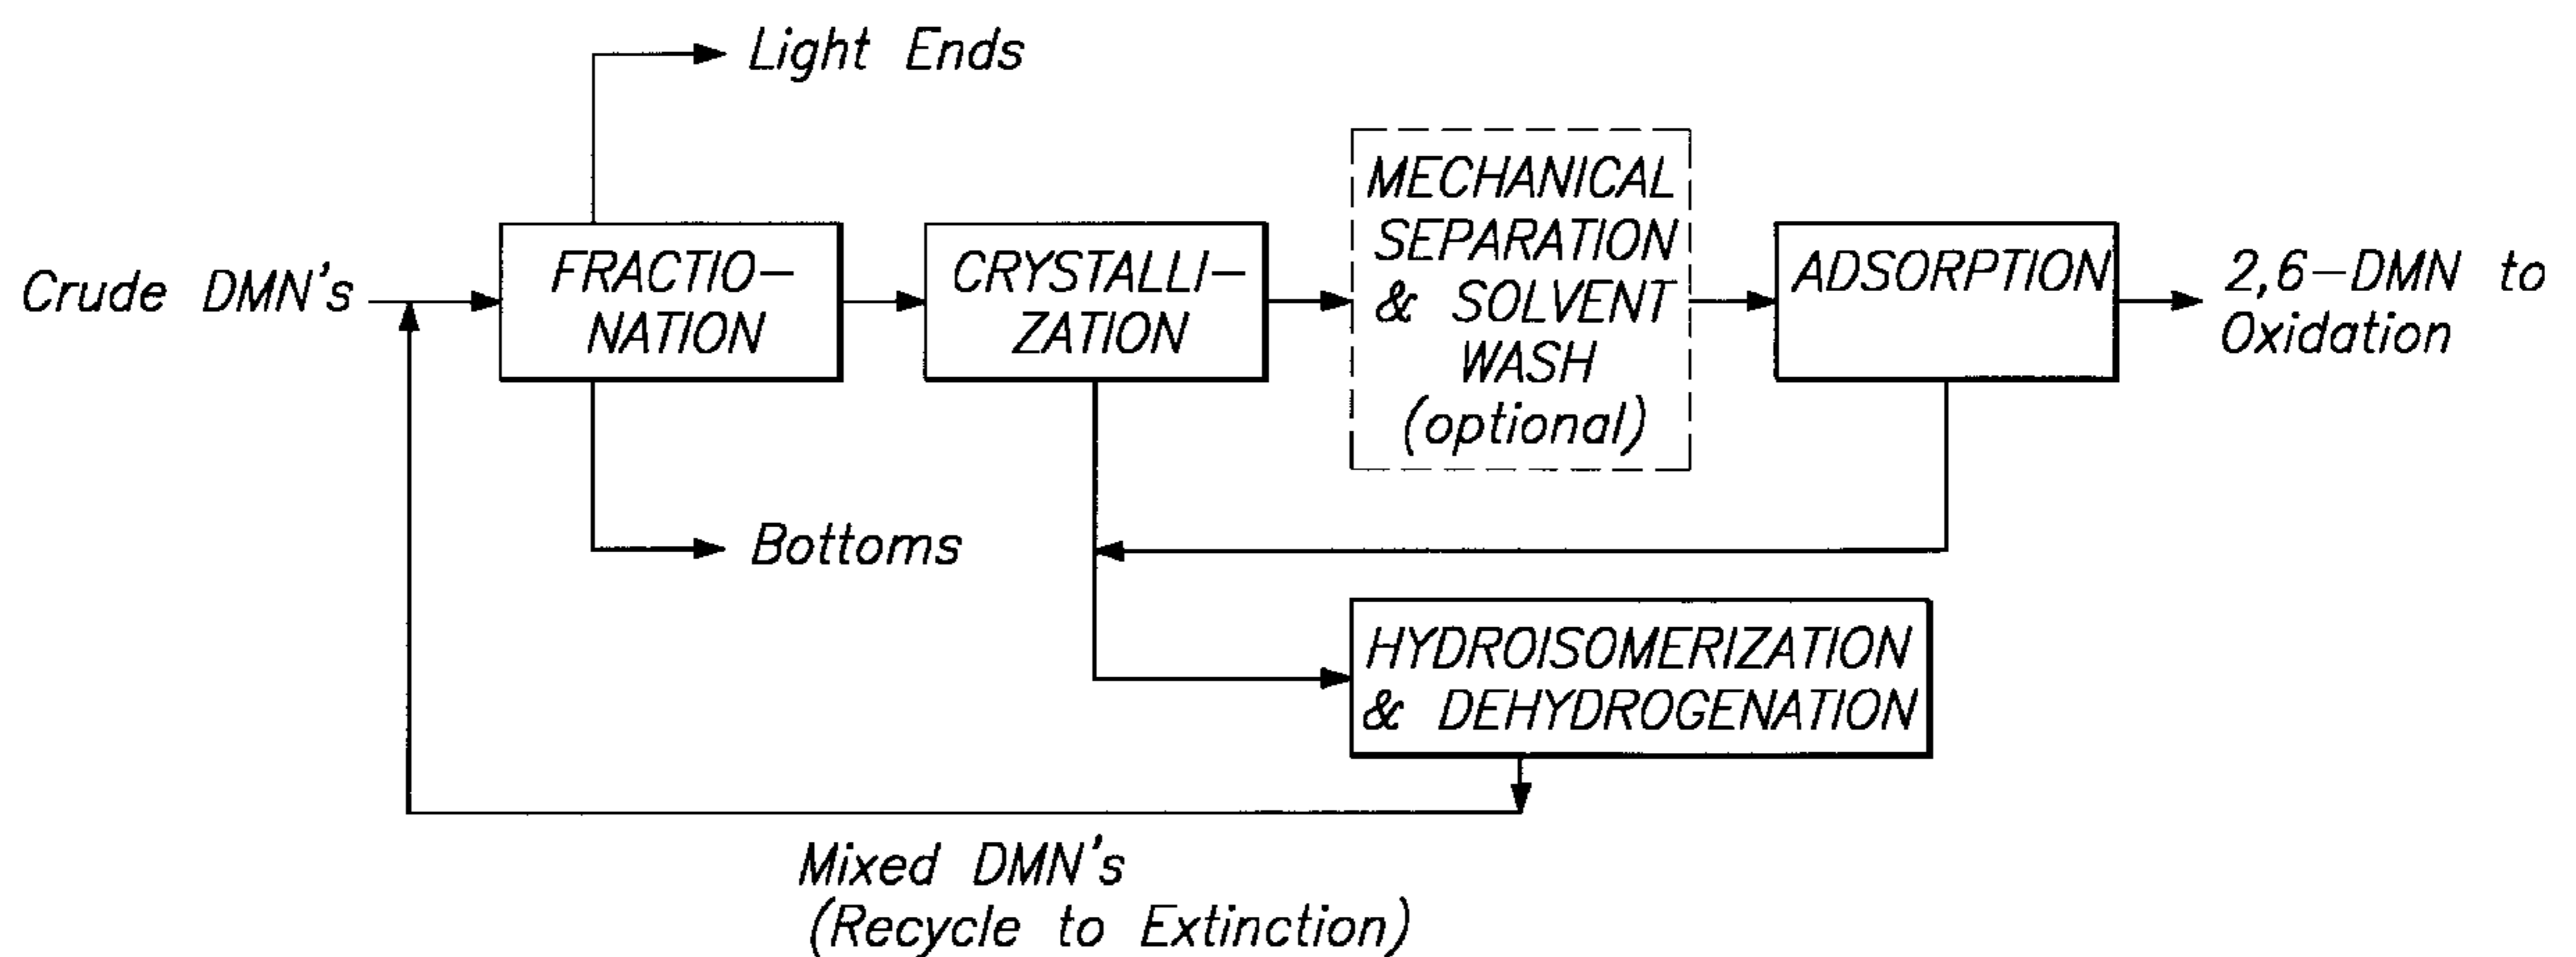 Light Ends
Crude DMN's
FRACTIO–
NATION
CRYSTALLI–
ZATION
MECHANICAL
SEPARATION
& SOLVENT
WASH
(optional)
ADSORPTION
2,6–DMN to
Oxidation
Bottoms
HYDROISOMERIZATION
& DEHYDROGENATION
Mixed DMN's
(Recycle to Extinction)